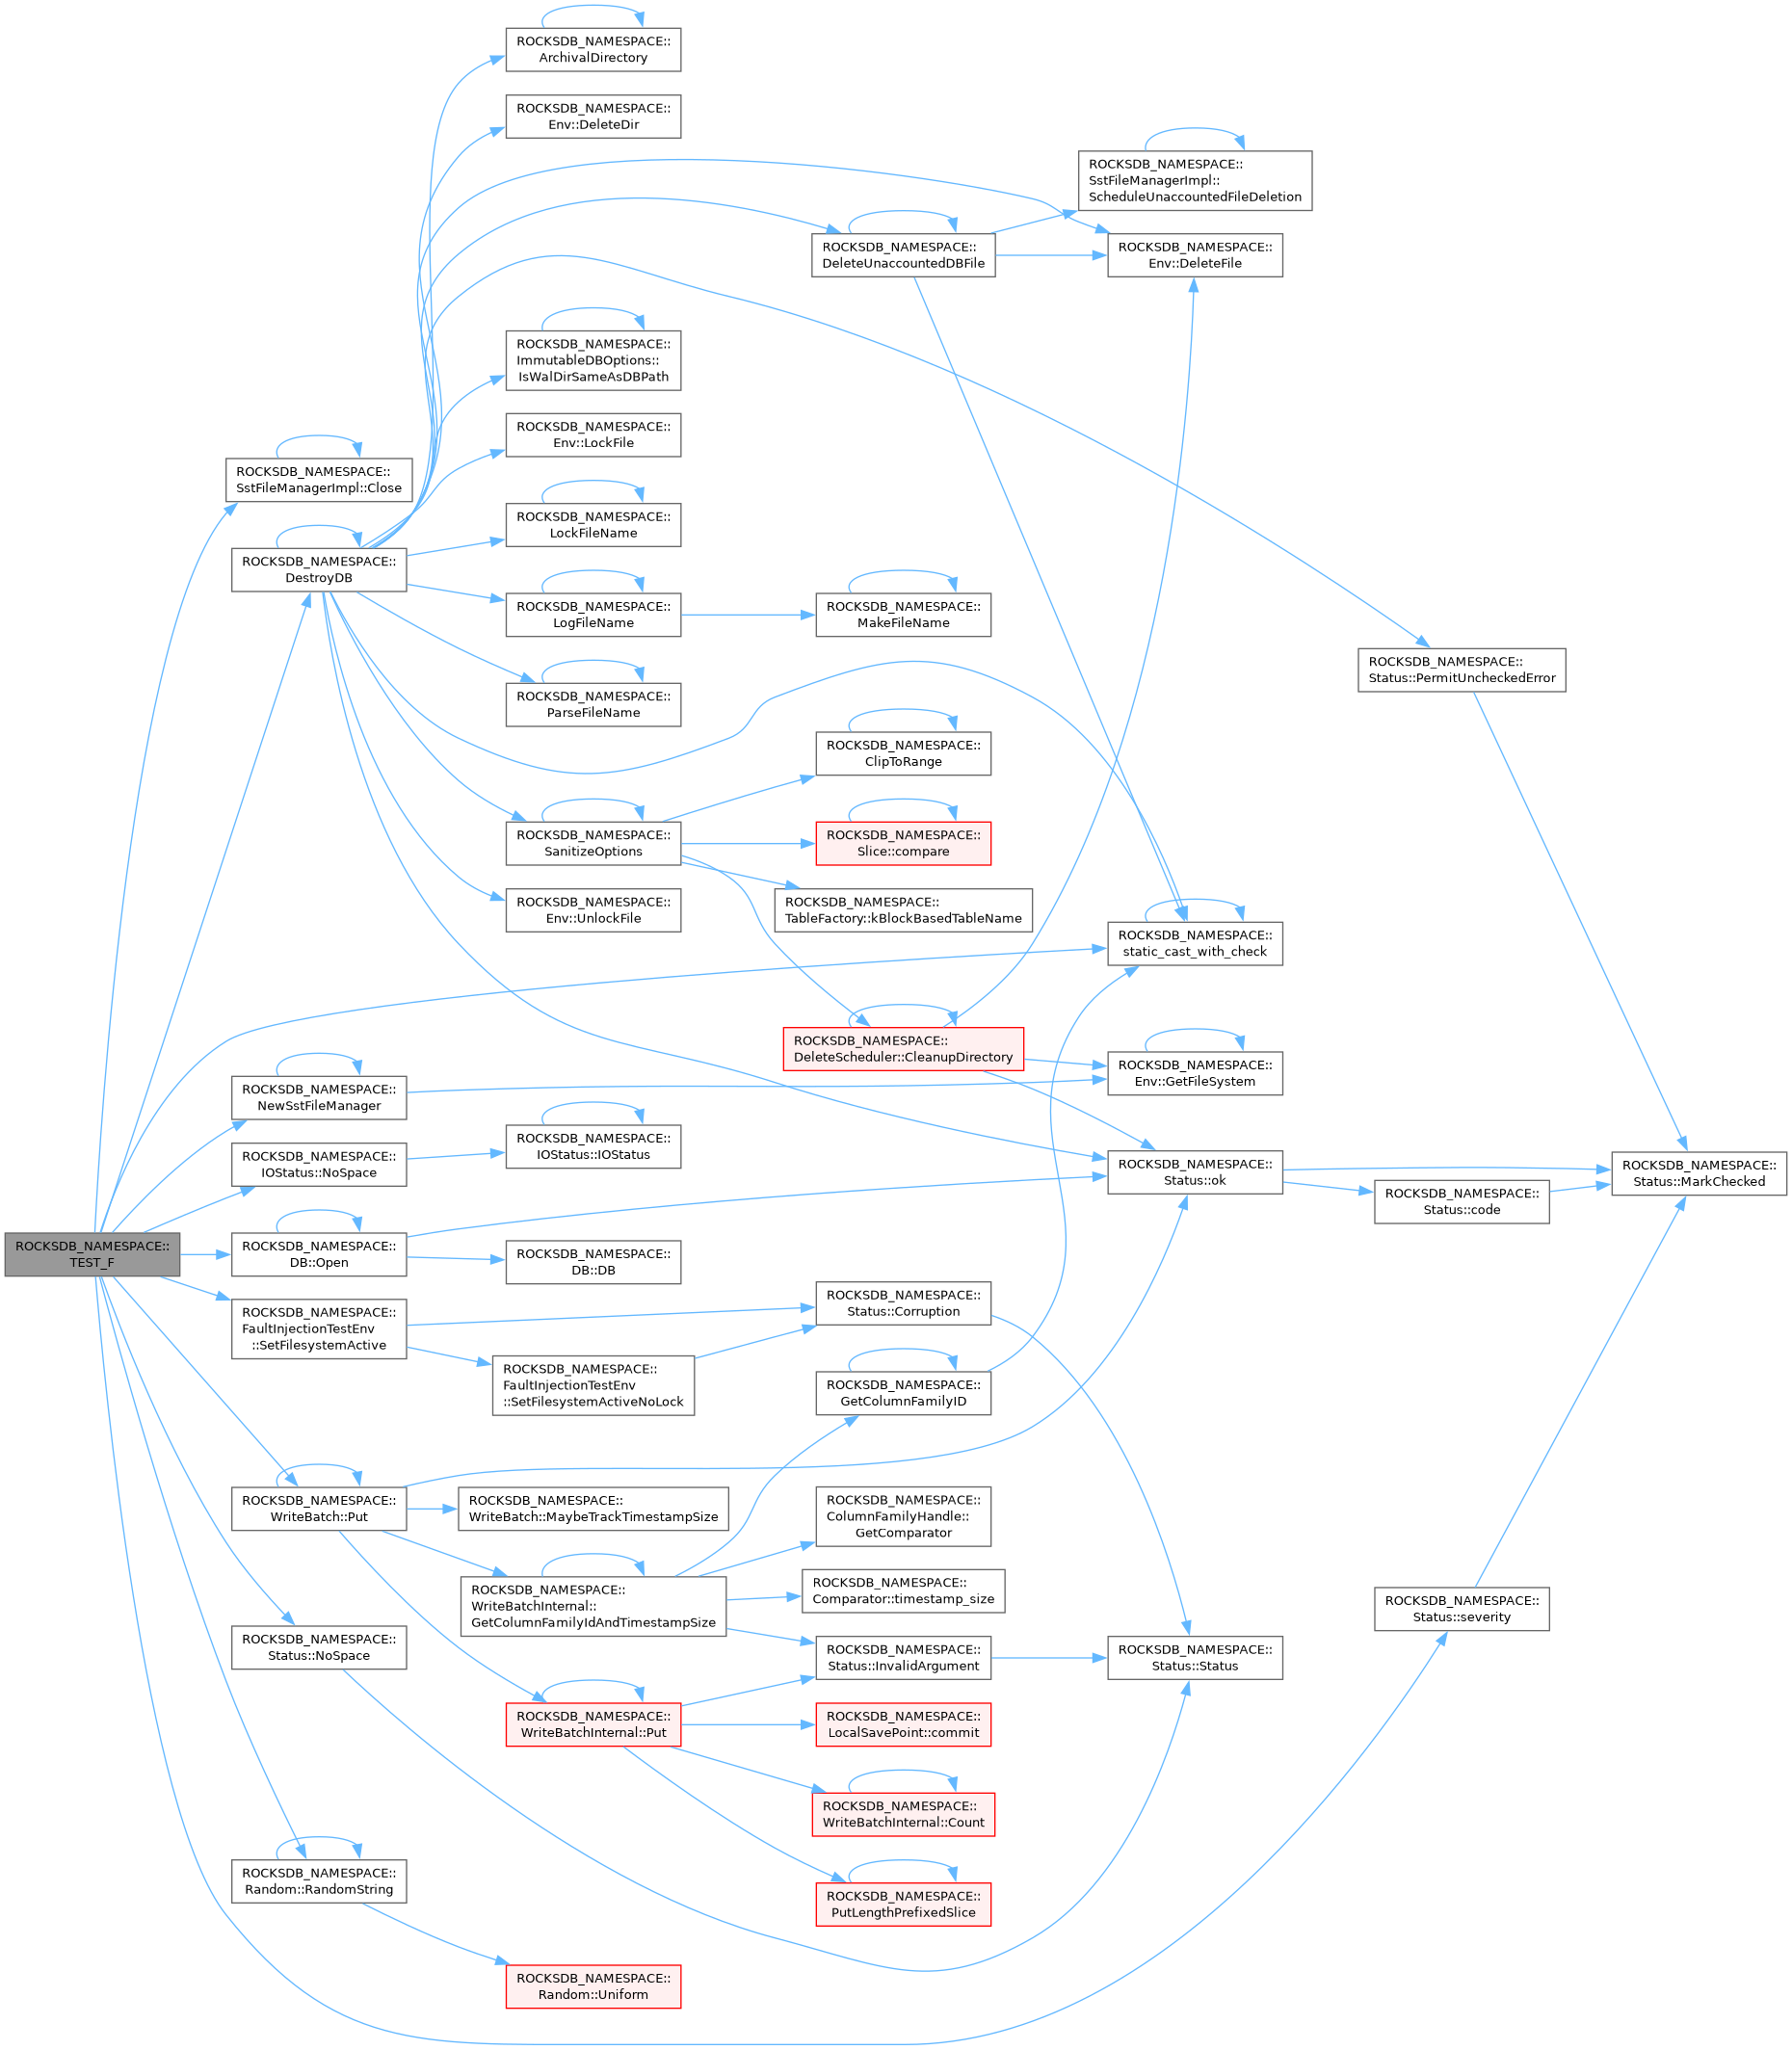 ROCKSDB_NAMESPACE::
ArchivalDirectory
ROCKSDB_NAMESPACE::
Env::DeleteDir
ROCKSDB_NAMESPACE::
SstFileManagerImpl::
ScheduleUnaccountedFileDeletion
ROCKSDB_NAMESPACE::
DeleteUnaccountedDBFile
ROCKSDB_NAMESPACE::
Env::DeleteFile
ROCKSDB_NAMESPACE::
ImmutableDBOptions::
IsWalDirSameAsDBPath
ROCKSDB_NAMESPACE::
Env::LockFile
ROCKSDB_NAMESPACE::
SstFileManagerImpl::Close
ROCKSDB_NAMESPACE::
LockFileName
ROCKSDB_NAMESPACE::
DestroyDB
ROCKSDB_NAMESPACE::
LogFileName
ROCKSDB_NAMESPACE::
MakeFileName
ROCKSDB_NAMESPACE::
Status::PermitUncheckedError
ROCKSDB_NAMESPACE::
ParseFileName
ROCKSDB_NAMESPACE::
ClipToRange
ROCKSDB_NAMESPACE::
SanitizeOptions
ROCKSDB_NAMESPACE::
Slice::compare
ROCKSDB_NAMESPACE::
Env::UnlockFile
ROCKSDB_NAMESPACE::
TableFactory::kBlockBasedTableName
ROCKSDB_NAMESPACE::
static_cast_with_check
ROCKSDB_NAMESPACE::
DeleteScheduler::CleanupDirectory
ROCKSDB_NAMESPACE::
Env::GetFileSystem
ROCKSDB_NAMESPACE::
NewSstFileManager
ROCKSDB_NAMESPACE::
IOStatus::NoSpace
ROCKSDB_NAMESPACE::
IOStatus::IOStatus
ROCKSDB_NAMESPACE::
Status::ok
ROCKSDB_NAMESPACE::
Status::code
ROCKSDB_NAMESPACE::
Status::MarkChecked
ROCKSDB_NAMESPACE::
TEST_F
ROCKSDB_NAMESPACE::
DB::Open
ROCKSDB_NAMESPACE::
DB::DB
ROCKSDB_NAMESPACE::
FaultInjectionTestEnv
::SetFilesystemActive
ROCKSDB_NAMESPACE::
Status::Corruption
ROCKSDB_NAMESPACE::
FaultInjectionTestEnv
::SetFilesystemActiveNoLock
ROCKSDB_NAMESPACE::
GetColumnFamilyID
ROCKSDB_NAMESPACE::
WriteBatch::Put
ROCKSDB_NAMESPACE::
WriteBatch::MaybeTrackTimestampSize
ROCKSDB_NAMESPACE::
ColumnFamilyHandle::
GetComparator
ROCKSDB_NAMESPACE::
WriteBatchInternal::
GetColumnFamilyIdAndTimestampSize
ROCKSDB_NAMESPACE::
Comparator::timestamp_size
ROCKSDB_NAMESPACE::
Status::severity
ROCKSDB_NAMESPACE::
Status::NoSpace
ROCKSDB_NAMESPACE::
Status::InvalidArgument
ROCKSDB_NAMESPACE::
Status::Status
ROCKSDB_NAMESPACE::
WriteBatchInternal::Put
ROCKSDB_NAMESPACE::
LocalSavePoint::commit
ROCKSDB_NAMESPACE::
WriteBatchInternal::Count
ROCKSDB_NAMESPACE::
Random::RandomString
ROCKSDB_NAMESPACE::
PutLengthPrefixedSlice
ROCKSDB_NAMESPACE::
Random::Uniform